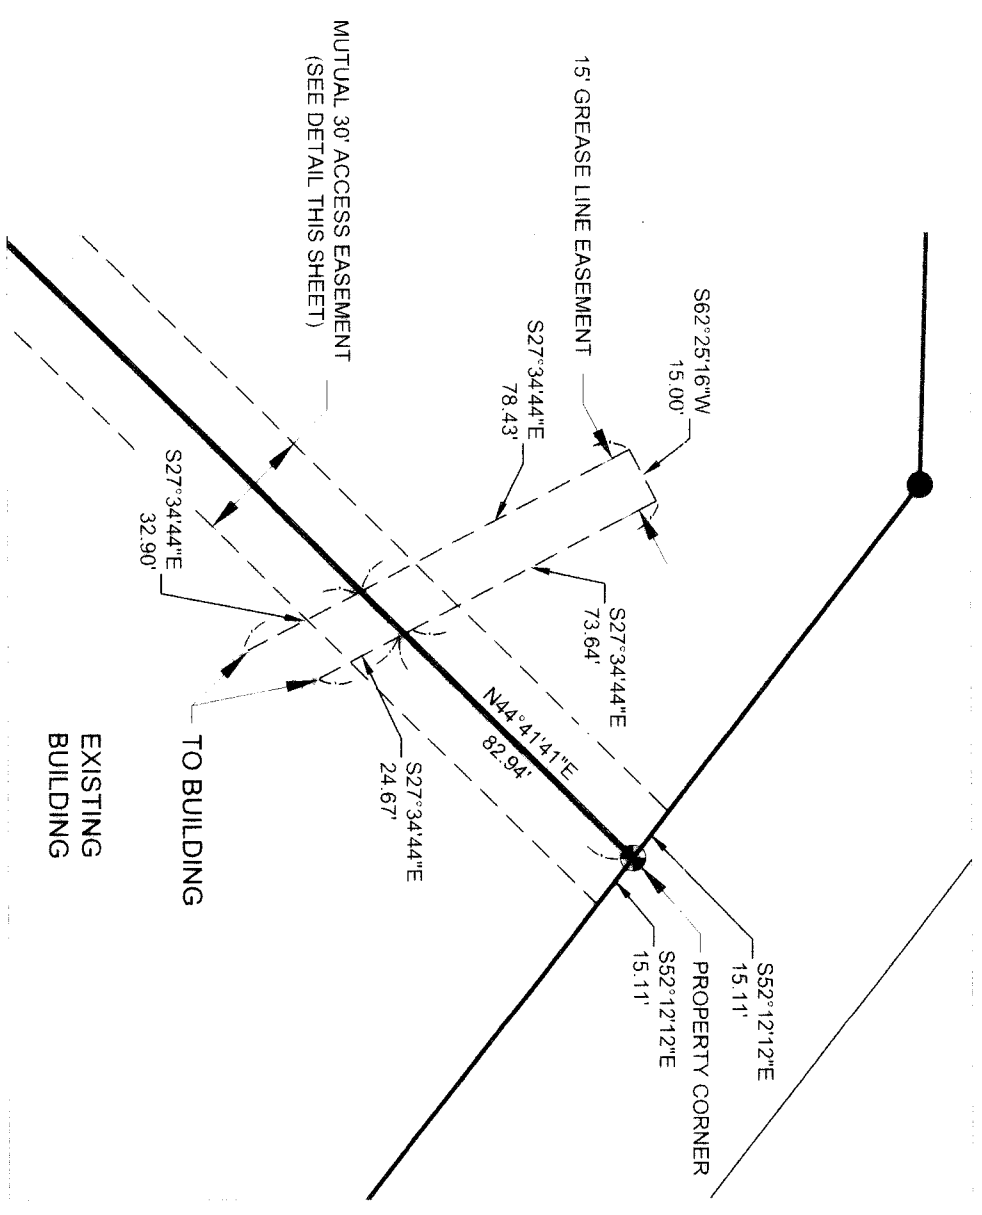 S62°25'16"W
15.00'
15' GREASE LINE EASEMENT
S27°34'44"E
78.43'
MUTUAL 30' ACCESS EASEMENT
(SEE DETAIL THIS SHEET)
S27°34'44"E
32.90'
S27°34'44"E
73.64'
N44°41'41"E
82.94'
S27°34'44"E
24.67'
TO BUILDING
EXISTING
BUILDING
S52°12'12"E
15.11'
PROPERTY CORNER
S52°12'12"E
15.11'